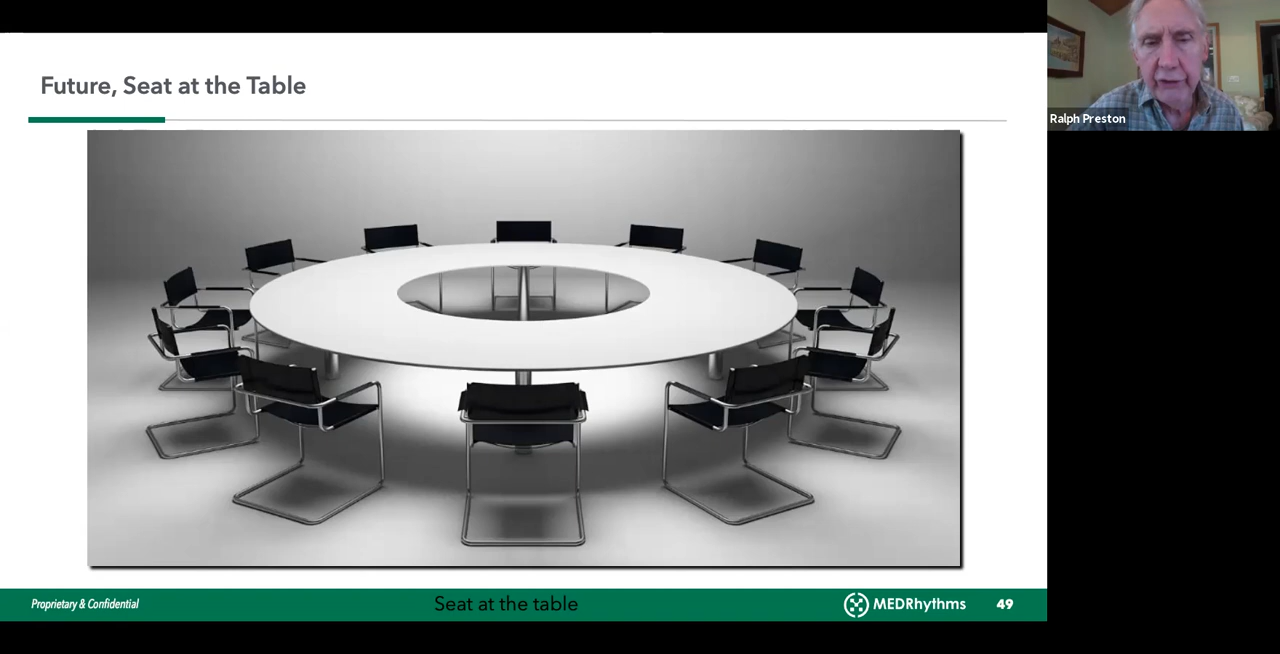 Future, Seat at the Table
Ralph Preston
Proprietary & Confidential
Seat at the table
MEDRhythms
49